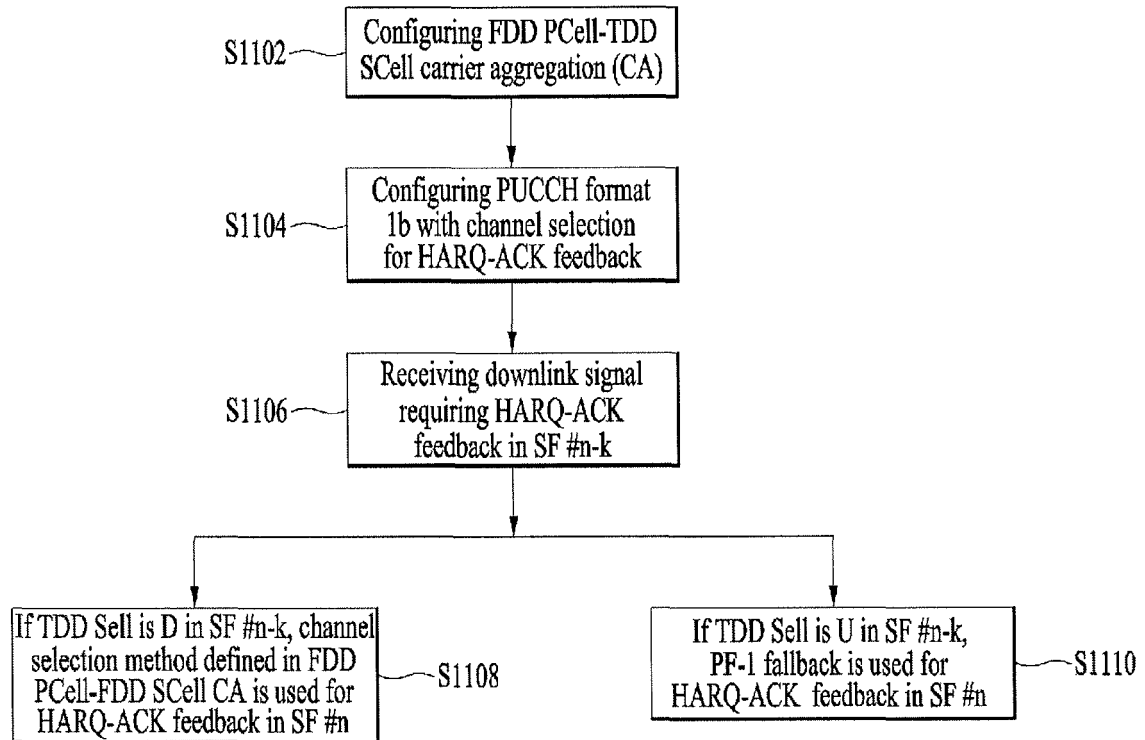 Configuring FDD PCell-TDD
SCell carrier aggregation (CA)
S1102
Configuring PUCCH format
1b with channel selection
for HARQ-ACK feedback
S1104
Receiving downlink signal
requiring HARQ-ACK
feedback in SF #n-k
S1106
If TDD Sell is D in SF #n-k, channel
selection method defined in FDD
PCell-FDD SCell CA is used for
HARQ-ACK feedback in SF #n
S1108
If TDD Sell is U in SF #n-k,
PF-1 fallback is used for
HARQ-ACK feedback in SF #n
S1110